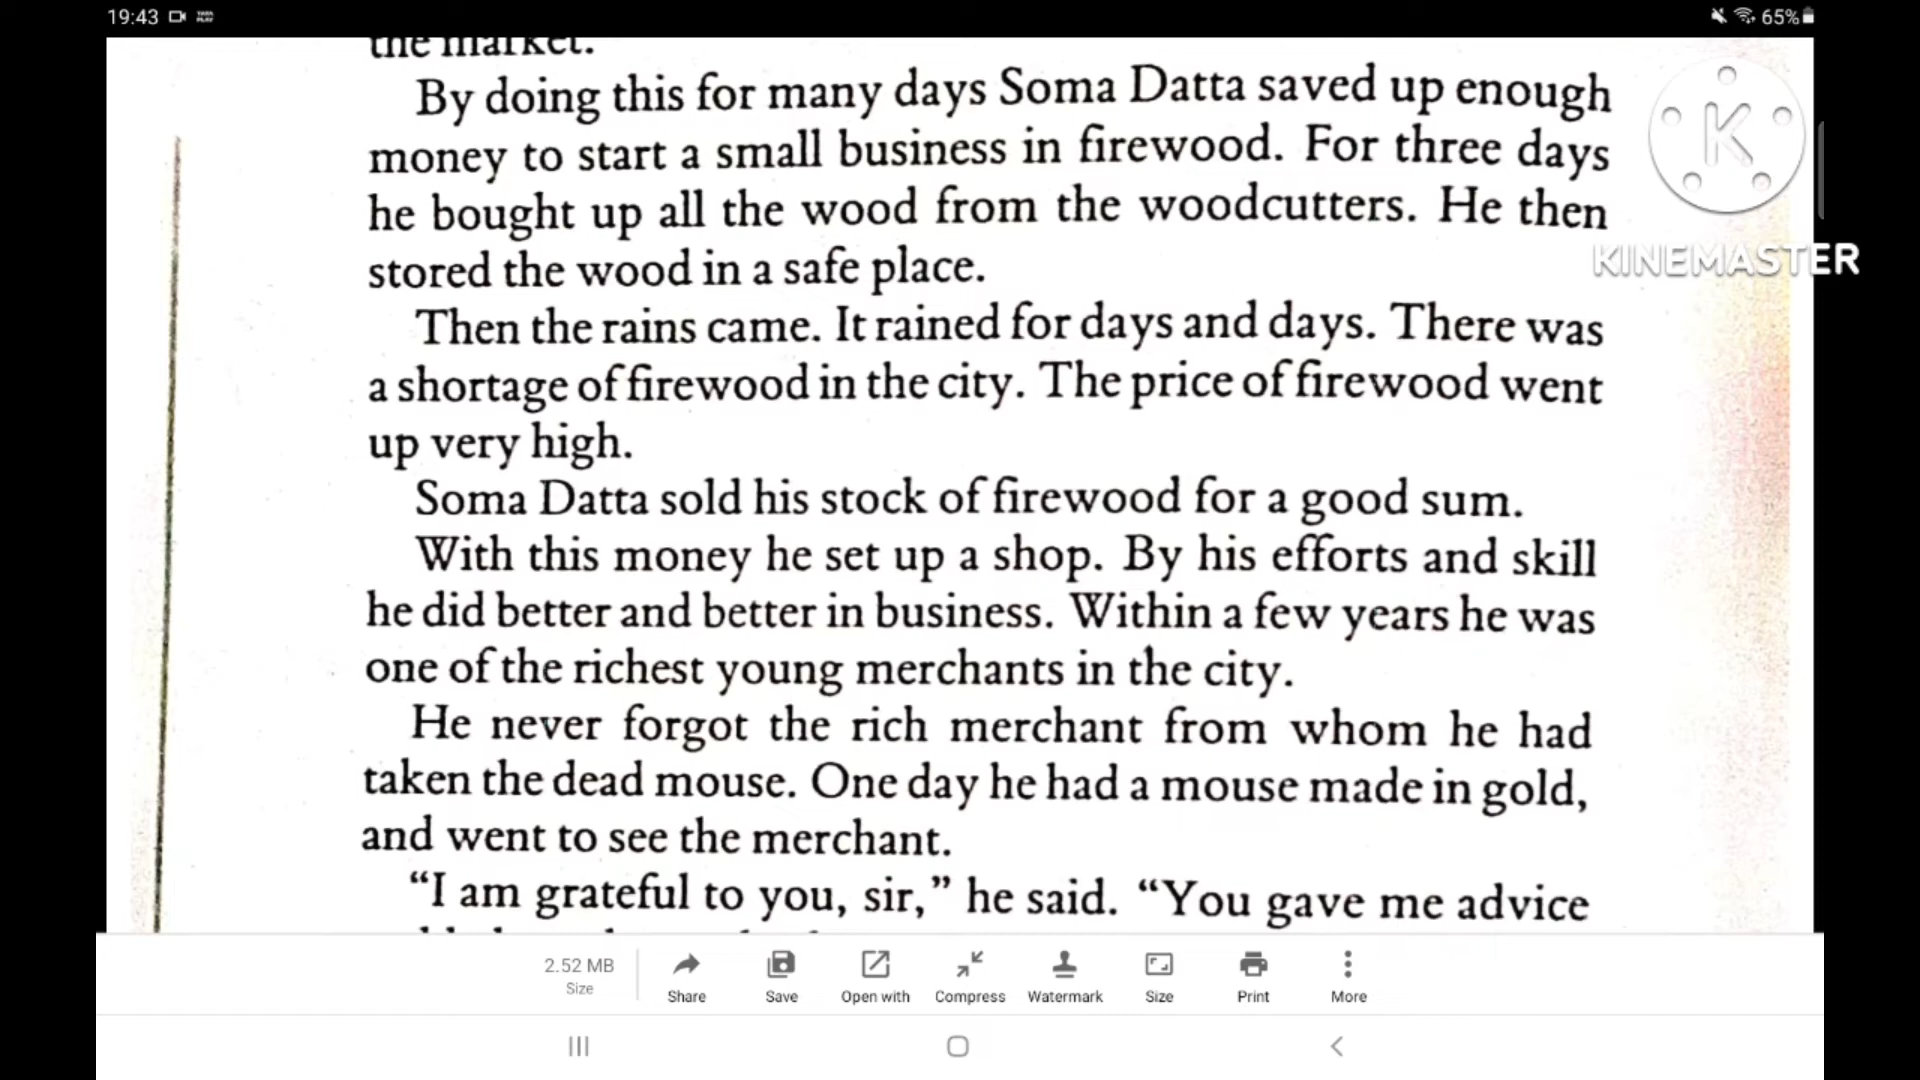 19:43
65%
the market.
By doing this for many days Soma Datta saved up enough
money to start a small business in firewood. For three days
he bought up all the wood from the woodcutters. He then
stored the wood in a safe place.
Then the rains came. It rained for days and days. There was
a shortage of firewood in the city. The price of firewood went
up very high.
Soma Datta sold his stock of firewood for a good sum.
With this money he set up a shop. By his efforts and skill
he did better and better in business. Within a few years he was
one of the richest young merchants in the city.
He never forgot the rich merchant from whom he had
taken the dead mouse. One day he had a mouse made in gold,
and went to see the merchant.
“I am grateful to you, sir,” he said. “You gave me advice
K
KINEMASTER
2.52 MB
Size
Share
Save
Open with
Compress
Watermark
Size
Print
More